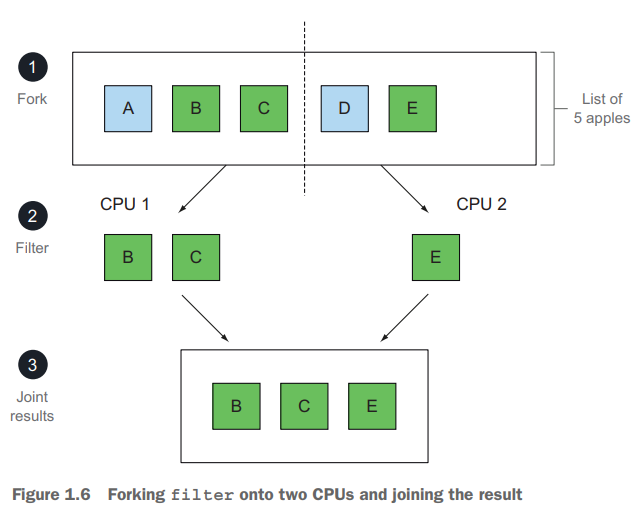 1
Fork
A B C D E
List of
5 apples
CPU 1
CPU 2
2
Filter
B C E
3
Joint
results
B C E
Figure 1.6 Forking filter onto two CPUs and joining the result